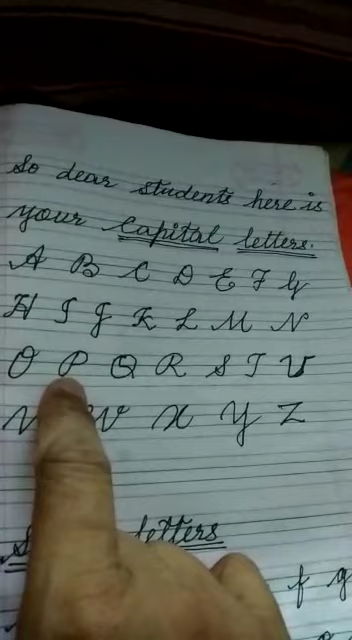 So dear students here is
your Capital letters.
A B C D E F G
H I J K L M N
O P Q R S T U
V W X Y Z
letters
f g